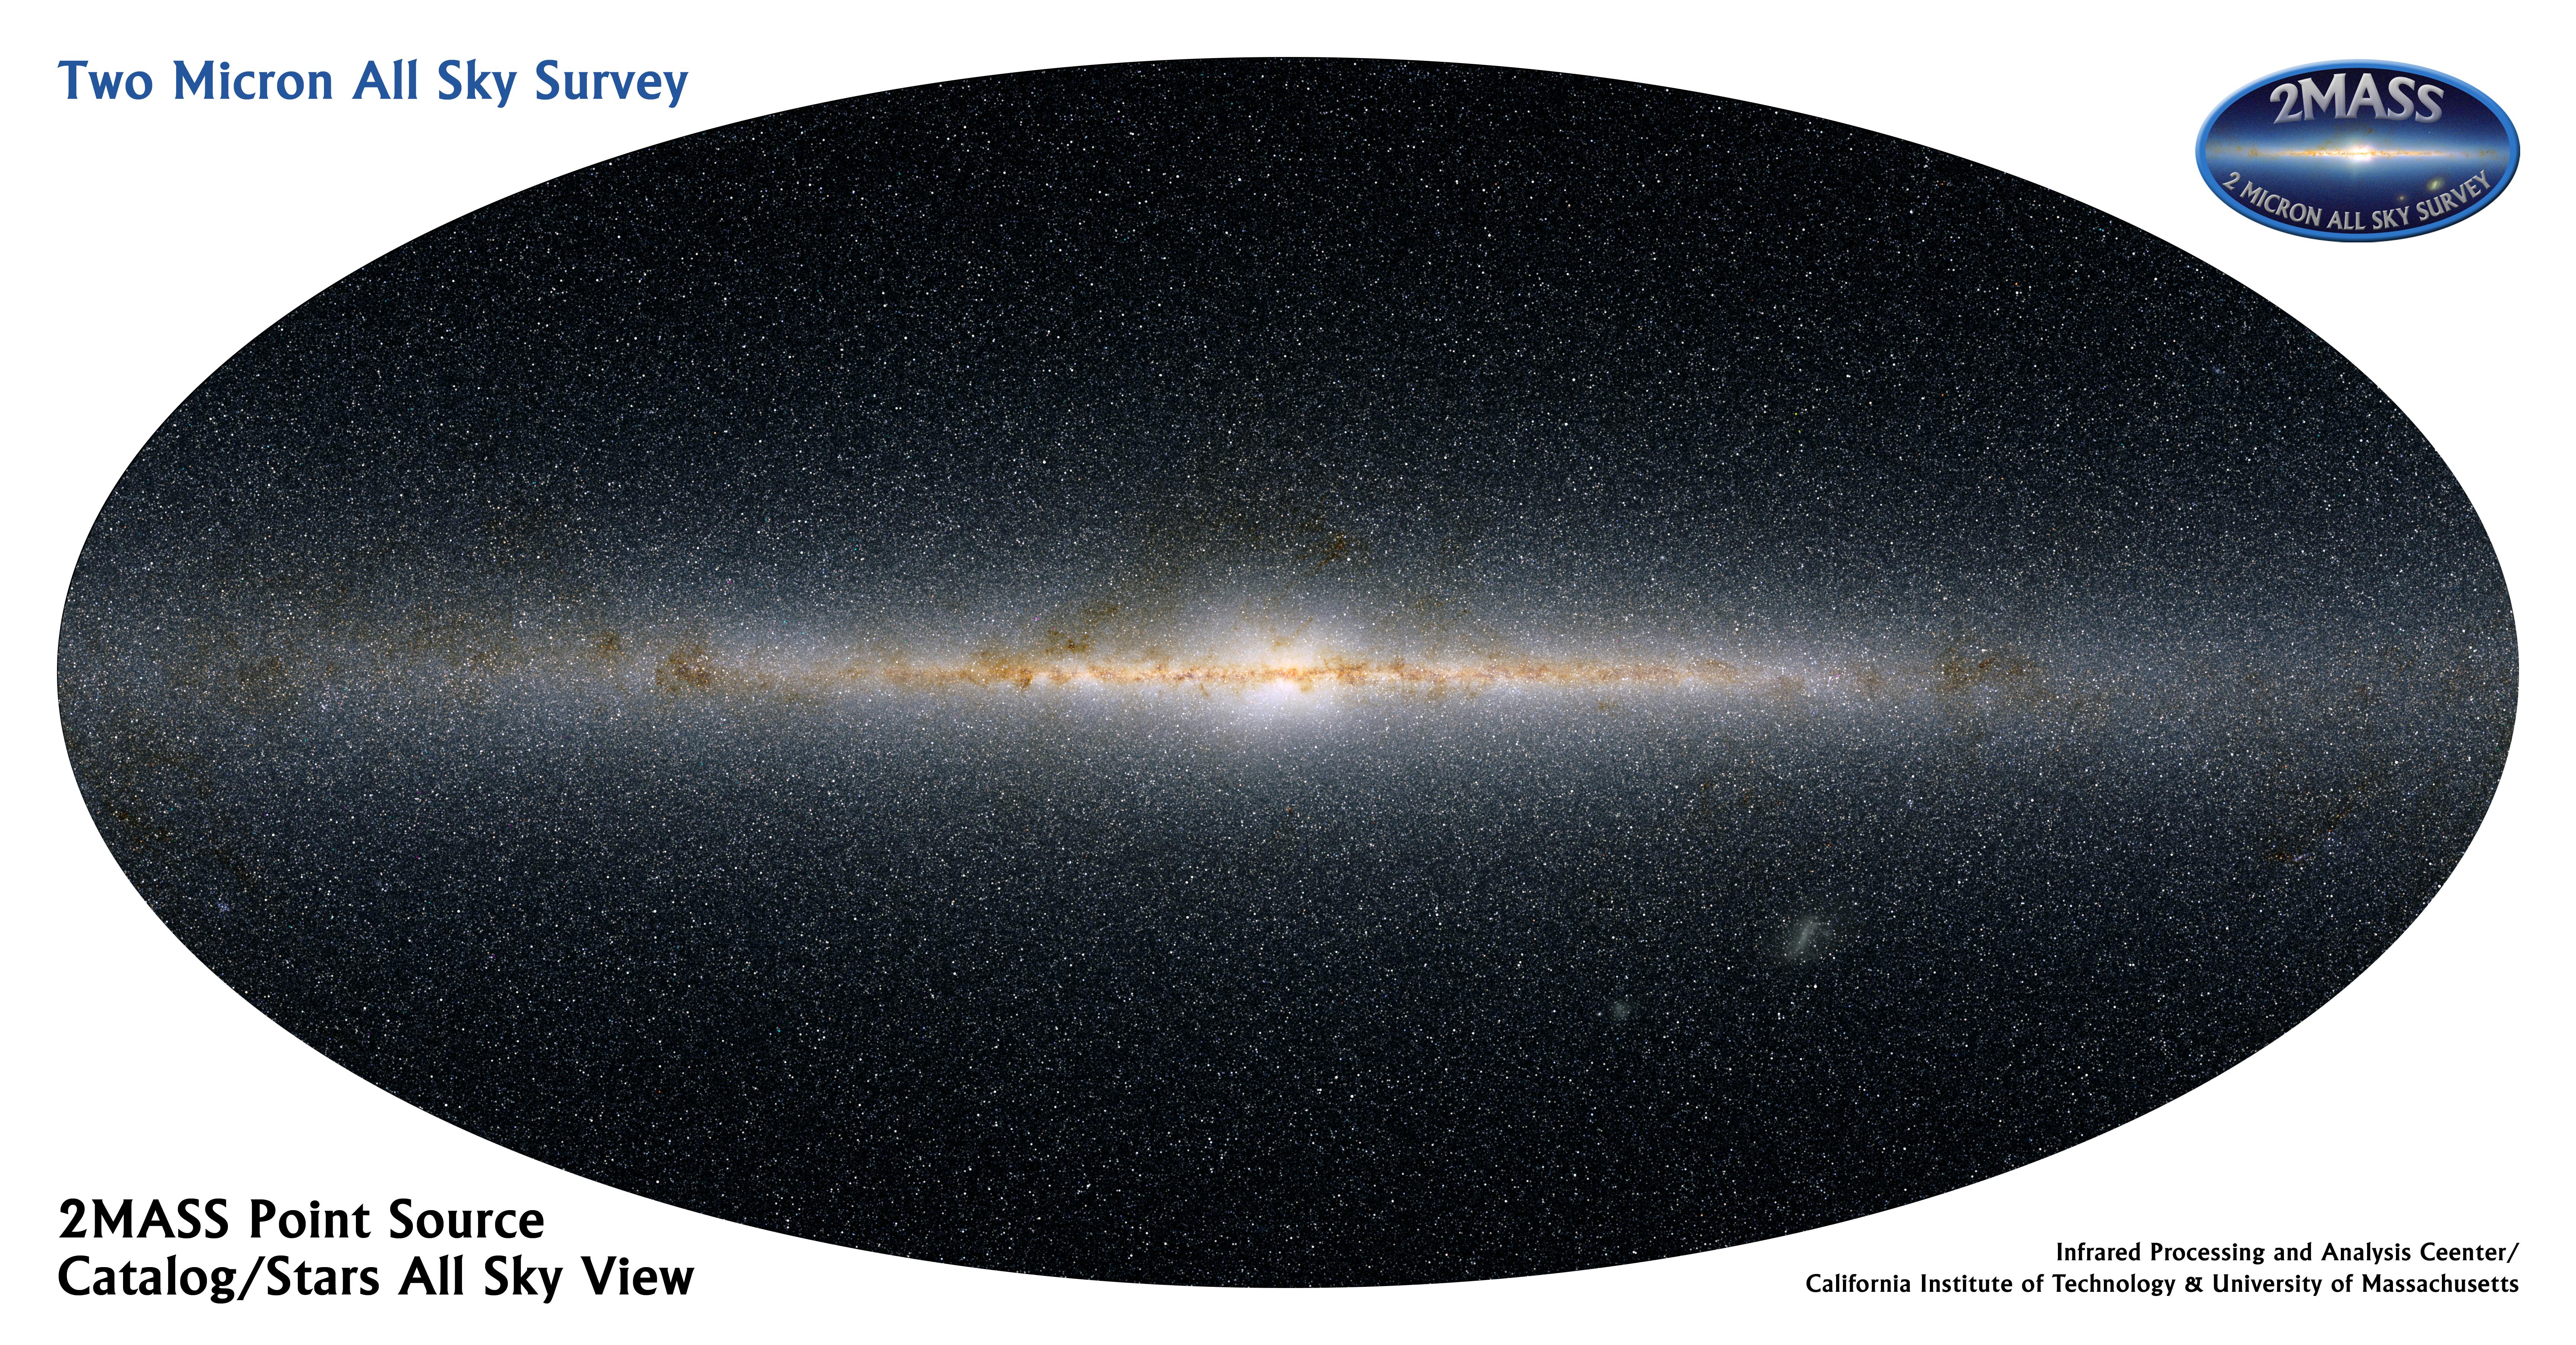 Two Micron All Sky Survey
2MASS
2 MICRON ALL SKY SURVEY
2MASS Point Source
Catalog/Stars All Sky View
Infrared Processing and Analysis Ceenter/
California Institute of Technology & University of Massachusetts